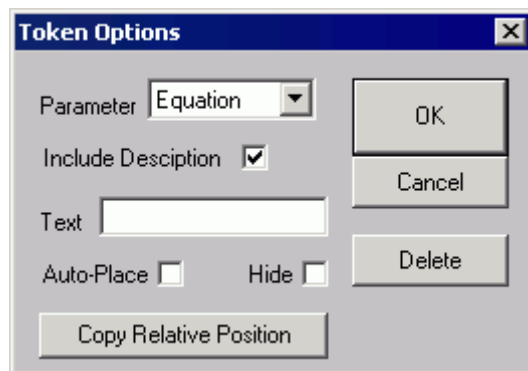 Token Options
Parameter Equation
OK
Include Desciption
Cancel
Text
Auto-Place Hide
Delete
Copy Relative Position